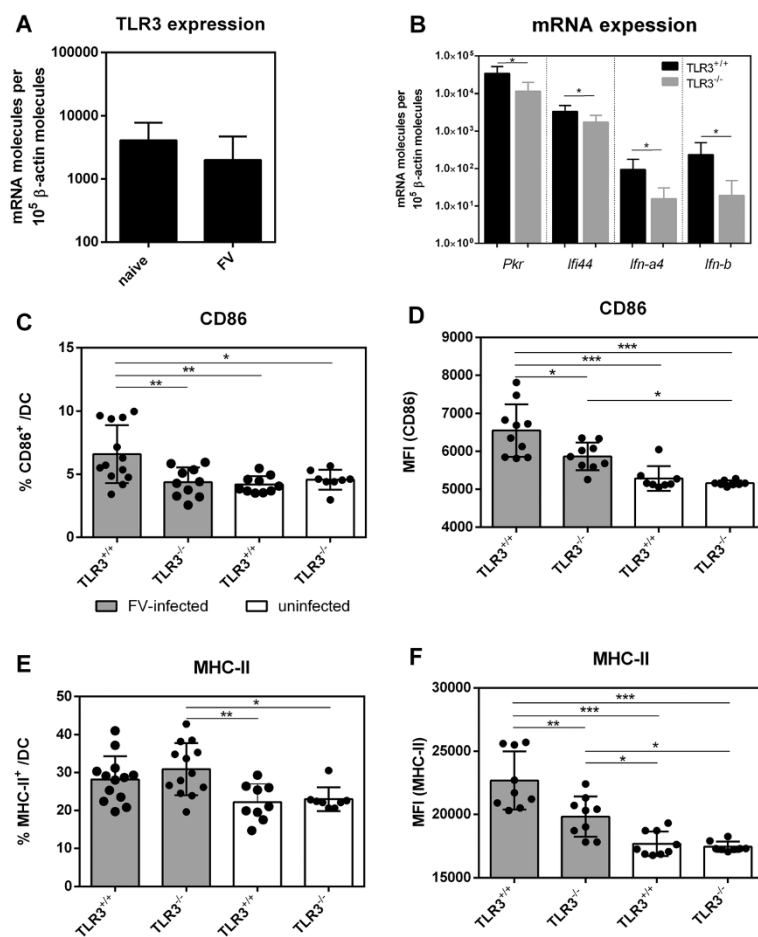 A
TLR3 expression
mRNA molecules per
10⁵ β-actin molecules
100000
10000
1000
100
naive
FV
B
mRNA expession
mRNA molecules per
10⁵ β-actin molecules
1.0×10⁵
1.0×10⁴
1.0×10³
1.0×10²
1.0×10¹
1.0×10⁰
TLR3⁺/⁺
TLR3⁻/⁻
*
*
*
*
Pkr
Ifi44
Ifn-a4
Ifn-b
C
CD86
% CD86⁺ /DC
15
10
5
0
*
**
**
TLR3⁺/⁺
TLR3⁻/⁻
TLR3⁺/⁺
TLR3⁻/⁻
FV-infected
uninfected
D
CD86
MFI (CD86)
9000
8000
7000
6000
5000
4000
***
***
*
*
TLR3⁺/⁺
TLR3⁻/⁻
TLR3⁺/⁺
TLR3⁻/⁻
E
MHC-II
% MHC-II⁺ /DC
50
40
30
20
10
0
*
**
TLR3⁺/⁺
TLR3⁻/⁻
TLR3⁺/⁺
TLR3⁻/⁻
F
MHC-II
MFI (MHC-II)
30000
25000
20000
15000
***
***
**
*
*
TLR3⁺/⁺
TLR3⁻/⁻
TLR3⁺/⁺
TLR3⁻/⁻